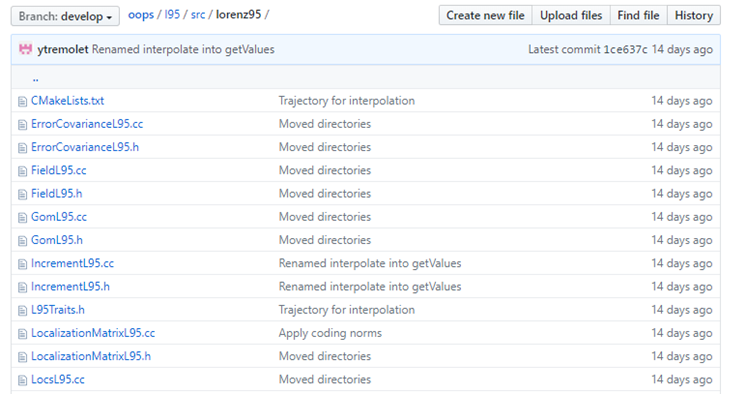 Branch: develop oops / l95 / src / lorenz95 / Create new file Upload files Find file History
ytremolet Renamed interpolate into getValues Latest commit 1ce637c 14 days ago
..
CMakeLists.txt Trajectory for interpolation 14 days ago
ErrorCovarianceL95.cc Moved directories 14 days ago
ErrorCovarianceL95.h Moved directories 14 days ago
FieldL95.cc Moved directories 14 days ago
FieldL95.h Moved directories 14 days ago
GomL95.cc Moved directories 14 days ago
GomL95.h Moved directories 14 days ago
IncrementL95.cc Renamed interpolate into getValues 14 days ago
IncrementL95.h Renamed interpolate into getValues 14 days ago
L95Traits.h Trajectory for interpolation 14 days ago
LocalizationMatrixL95.cc Apply coding norms 14 days ago
LocalizationMatrixL95.h Moved directories 14 days ago
LocsL95.cc Moved directories 14 days ago